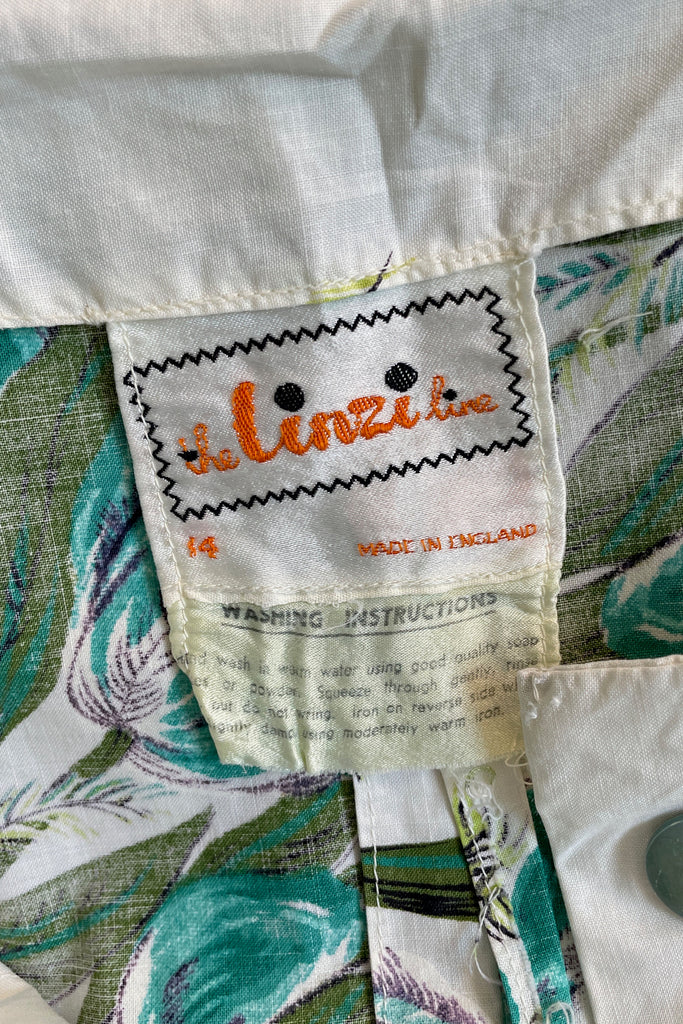 the linzi line
14 MADE IN ENGLAND
WASHING INSTRUCTIONS
wash in warm water using good quality soap
or powder. Squeeze through gently, rinse
but do not wring. Iron on reverse side
damp using moderately warm iron.